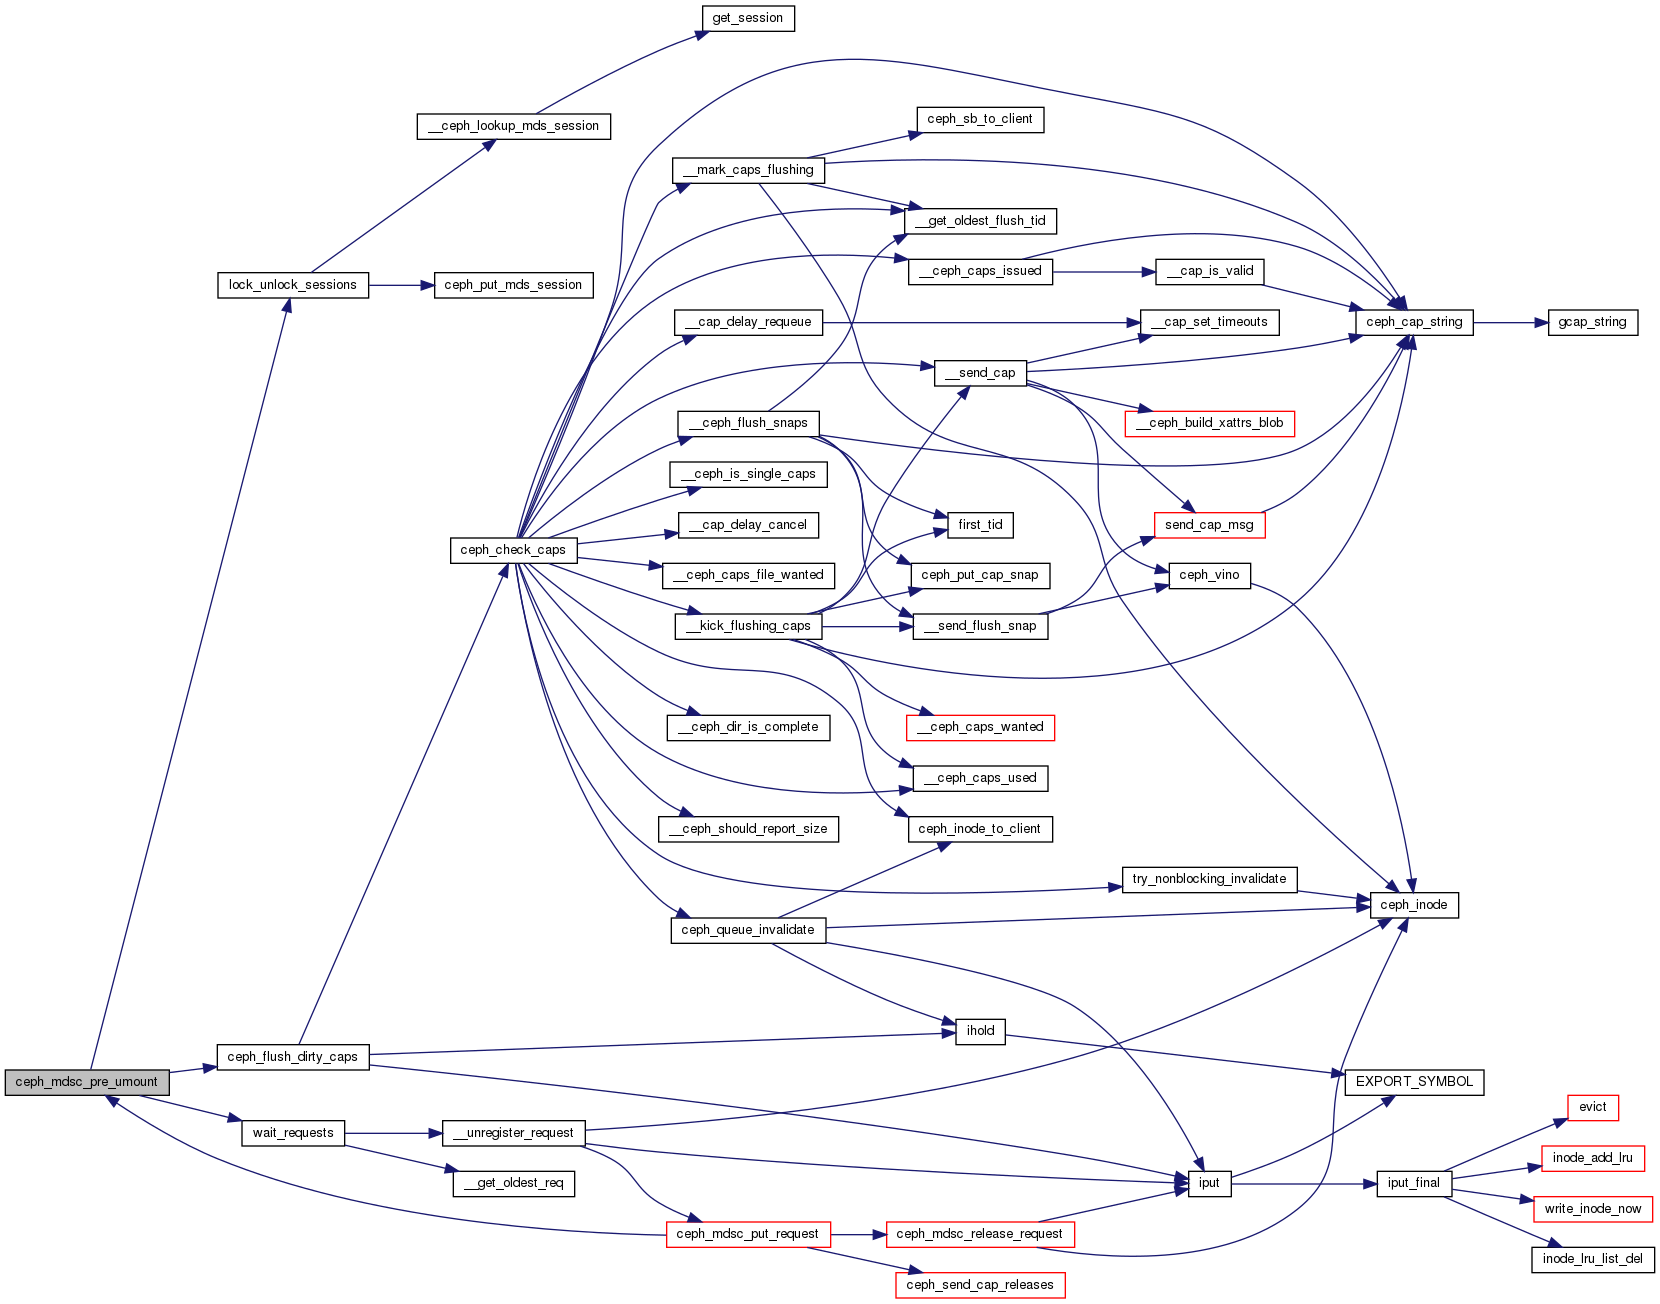 get_session
__ceph_lookup_mds_session
ceph_sb_to_client
__mark_caps_flushing
__get_oldest_flush_tid
lock_unlock_sessions
ceph_put_mds_session
__ceph_caps_issued
__cap_is_valid
__cap_delay_requeue
__cap_set_timeouts
ceph_cap_string
gcap_string
__send_cap
__ceph_flush_snaps
__ceph_build_xattrs_blob
__ceph_is_single_caps
__cap_delay_cancel
first_tid
send_cap_msg
ceph_check_caps
__ceph_caps_file_wanted
ceph_put_cap_snap
ceph_vino
__kick_flushing_caps
__send_flush_snap
__ceph_dir_is_complete
__ceph_caps_wanted
__ceph_caps_used
__ceph_should_report_size
ceph_inode_to_client
try_nonblocking_invalidate
ceph_inode
ceph_queue_invalidate
ihold
ceph_flush_dirty_caps
ceph_mdsc_pre_umount
EXPORT_SYMBOL
evict
wait_requests
__unregister_request
inode_add_lru
__get_oldest_req
iput
iput_final
write_inode_now
ceph_mdsc_put_request
ceph_mdsc_release_request
inode_lru_list_del
ceph_send_cap_releases